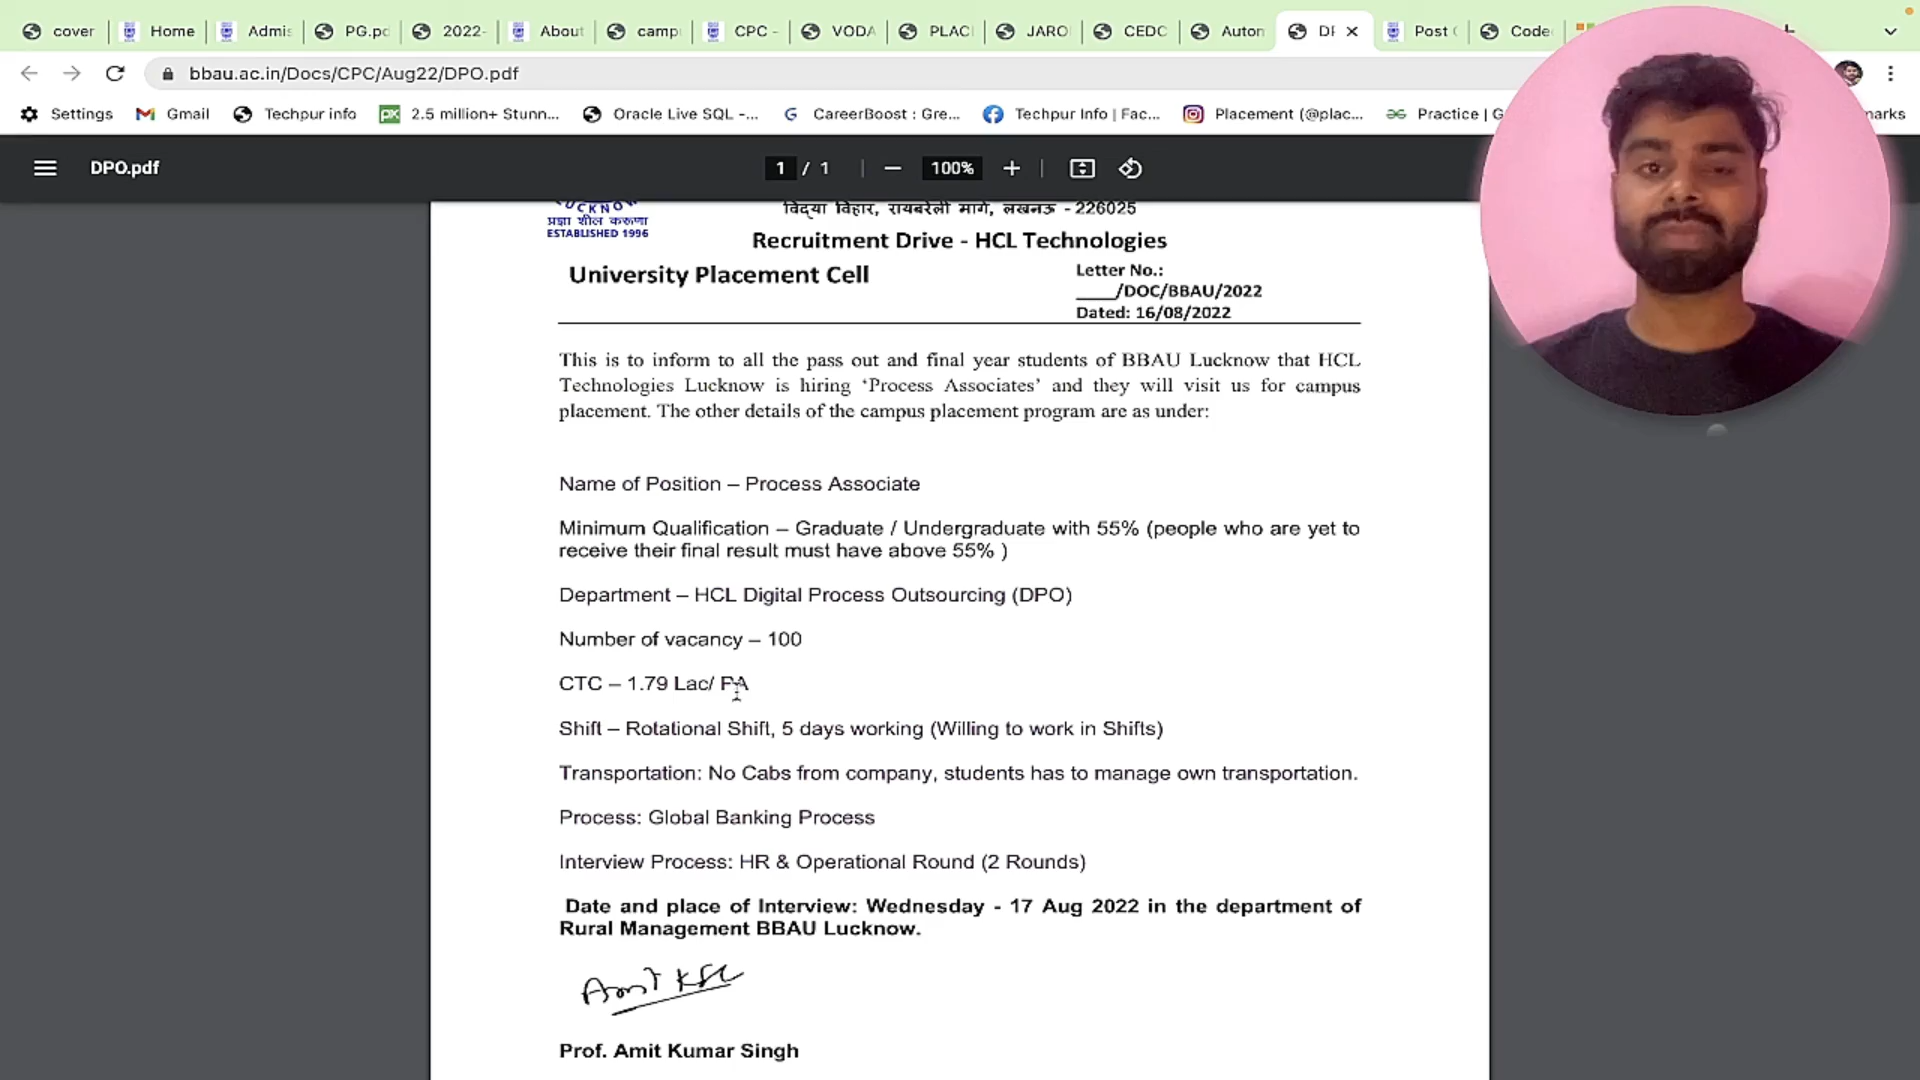 cover Home Admis PG.pd 2022- About camp CPC - VODA PLAC JARO CEDC Auton DF Post Code
bbau.ac.in/Docs/CPC/Aug22/DPO.pdf
Settings Gmail Techpur info 2.5 million+ Stunn... Oracle Live SQL -... CareerBoost : Gre... Techpur Info | Fac... Placement (@plac... Practice | G marks
DPO.pdf 1 / 1 100%
LUCKNOW
प्रज्ञा शील करूणा
ESTABLISHED 1996
विद्या विहार, रायबरेली मार्ग, लखनऊ - 226025
Recruitment Drive - HCL Technologies
University Placement Cell
Letter No.:
____/DOC/BBAU/2022
Dated: 16/08/2022
This is to inform to all the pass out and final year students of BBAU Lucknow that HCL
Technologies Lucknow is hiring ‘Process Associates’ and they will visit us for campus
placement. The other details of the campus placement program are as under:
Name of Position – Process Associate
Minimum Qualification – Graduate / Undergraduate with 55% (people who are yet to
receive their final result must have above 55% )
Department – HCL Digital Process Outsourcing (DPO)
Number of vacancy – 100
CTC – 1.79 Lac/ PA
Shift – Rotational Shift, 5 days working (Willing to work in Shifts)
Transportation: No Cabs from company, students has to manage own transportation.
Process: Global Banking Process
Interview Process: HR & Operational Round (2 Rounds)
Date and place of Interview: Wednesday - 17 Aug 2022 in the department of
Rural Management BBAU Lucknow.
Prof. Amit Kumar Singh